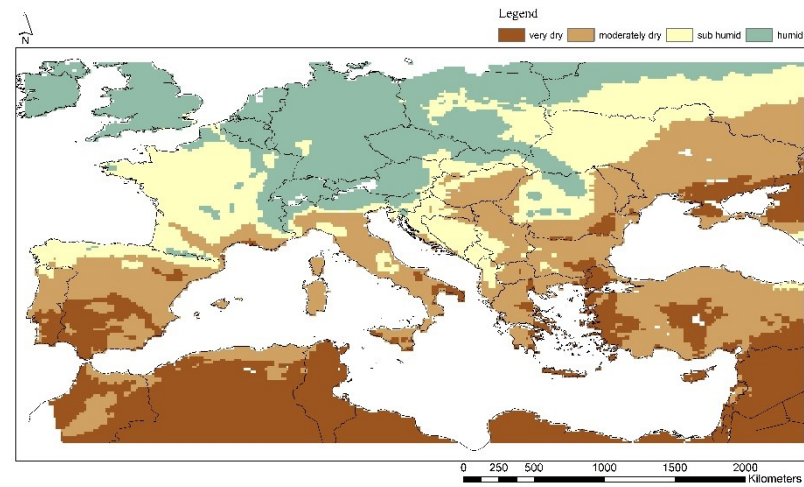 Legend
N
very dry
moderately dry
sub humid
humid
0 250 500 1000 1500 2000
Kilometers